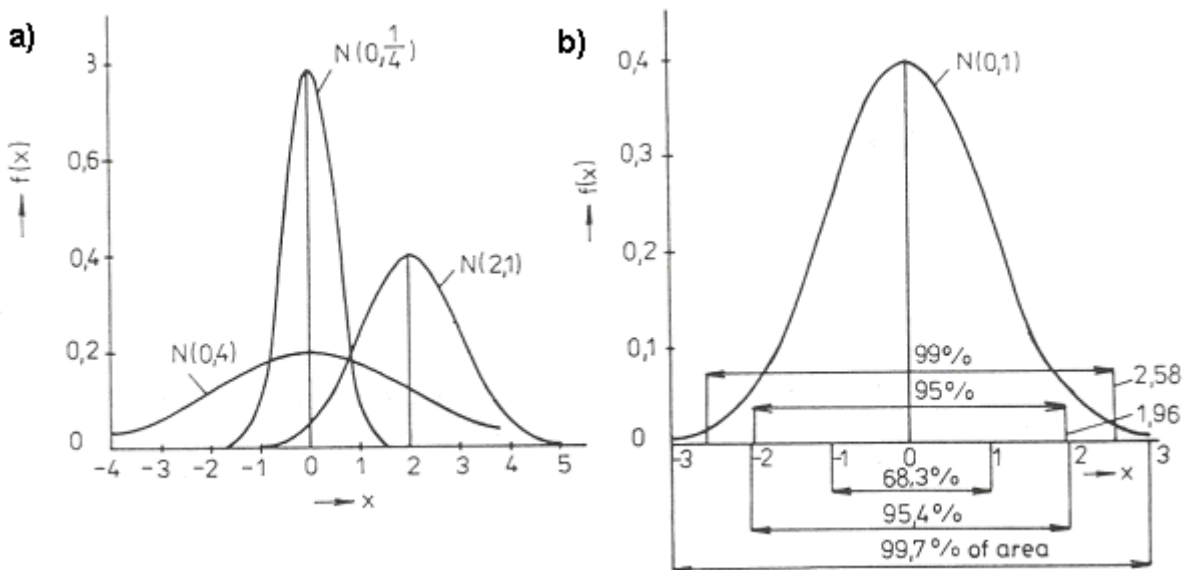 a)
N(0,1/4)
8
0,6
0,4
0,2
0
f(x)
N(2,1)
N(0,4)
-4 -3 -2 -1 0 1 2 3 4 5
x
b)
N(0,1)
0,4
0,3
0,2
0,1
0
f(x)
99%
2,58
95%
1,96
-3 -2 -1 0 1 2 3
x
68,3%
95,4%
99,7% of area